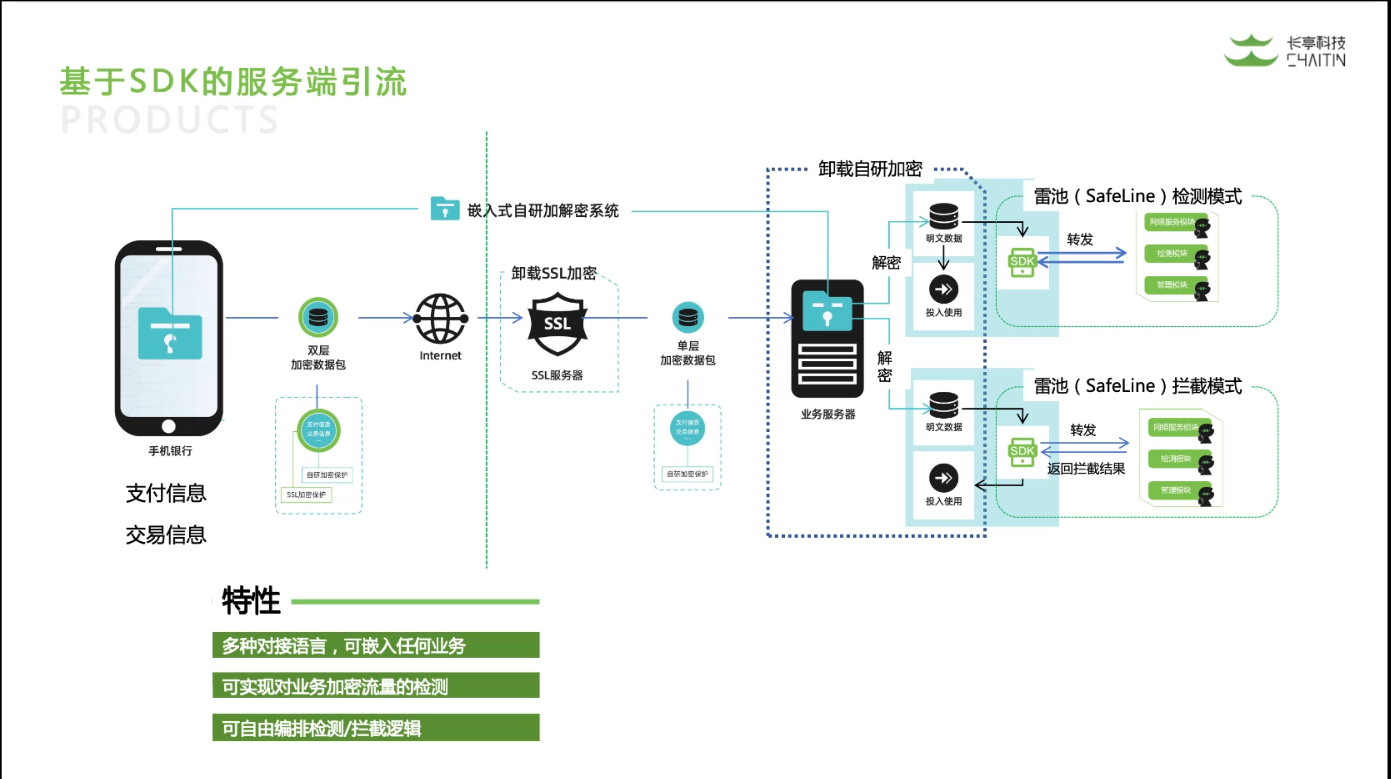 长亭科技
CHAITIN
基于SDK的服务端引流
PRODUCTS
卸载自研加密
嵌入式自研加解密系统
雷池（SafeLine）检测模式
网络服务模块
检测模块
管理模块
明文数据
SDK
转发
解密
投入使用
卸载SSL加密
SSL
SSL服务器
双层
加密数据包
Internet
单层
加密数据包
解
密
业务服务器
手机银行
支付信息
交易信息
支付信息
交易信息
自研加密保护
SSL加密保护
支付信息
交易信息
自研加密保护
雷池（SafeLine）拦截模式
网络服务模块
检测模块
管理模块
明文数据
SDK
转发
返回拦截结果
投入使用
特性
多种对接语言，可嵌入任何业务
可实现对业务加密流量的检测
可自由编排检测/拦截逻辑